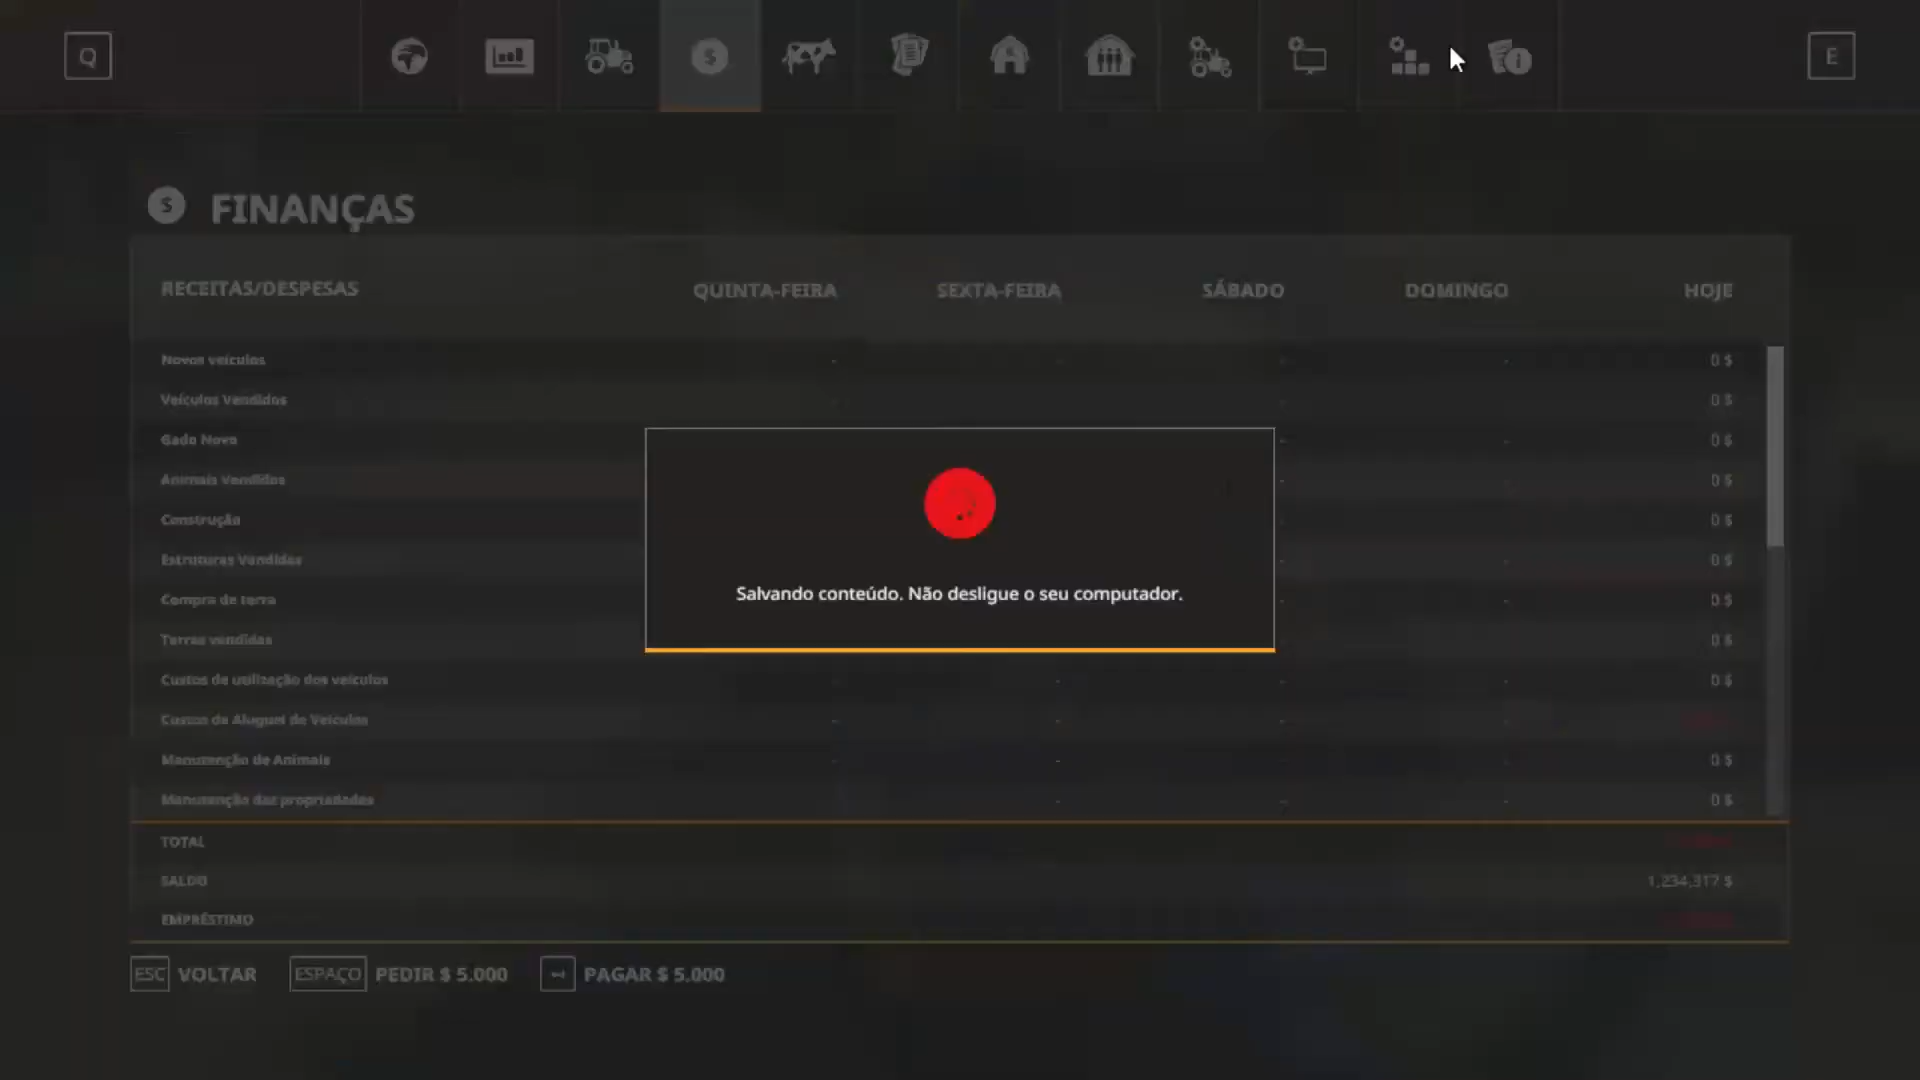 Q
E
FINANÇAS
RECEITAS/DESPESAS QUINTA-FEIRA SEXTA-FEIRA SÁBADO DOMINGO HOJE
Novos veículos - - - - 0 $
Veículos Vendidos - - - 0 $
Gado Novo - - 0 $
Animais Vendidos - - 0 $
Construção - - 0 $
Estruturas Vendidas - - 0 $
Compra de terra - - 0 $
Terras vendidas - - 0 $
Salvando conteúdo. Não desligue o seu computador.
Custos de utilização dos veículos - - - - 0 $
Custos de Aluguel de Veículos - - - -
Manutenção de Animais - - - - 0 $
Manutenção das propriedades - - - 0 $
TOTAL
SALDO 1,234,317 $
EMPRÉSTIMO
ESC VOLTAR ESPAÇO PEDIR $ 5.000 PAGAR $ 5.000